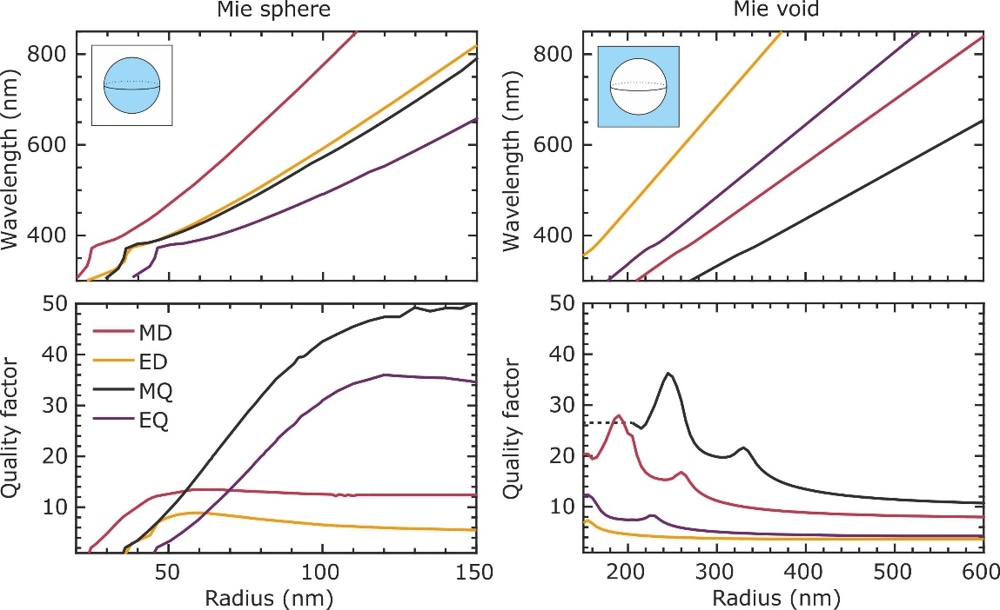 Mie sphere
Mie void
Wavelength (nm)
800
600
400
Wavelength (nm)
800
600
400
Quality factor
50
40
30
20
10
MD
ED
MQ
EQ
50
100
150
Radius (nm)
Quality factor
50
40
30
20
10
200
300
400
500
600
Radius (nm)